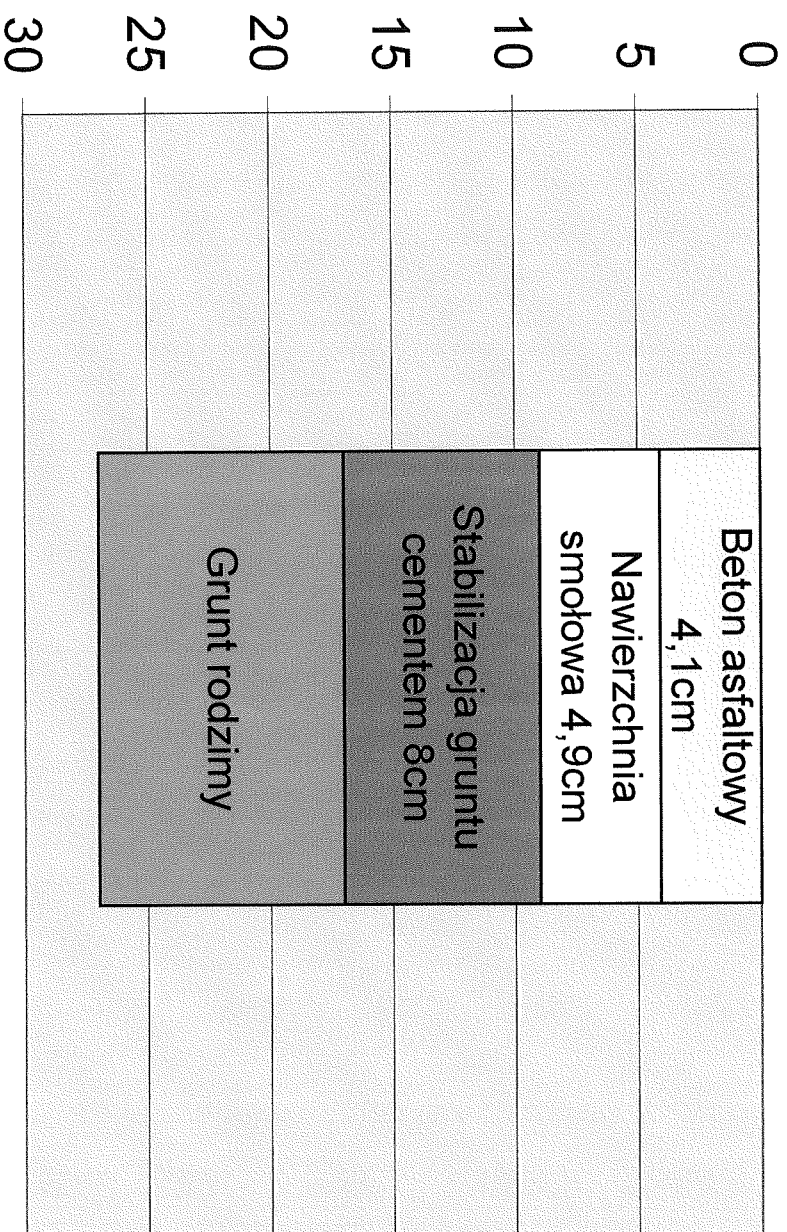 0
5
10
15
20
25
30
Beton asfaltowy
4,1cm
Nawierzchnia
smołowa 4,9cm
Stabilizacja gruntu
cementem 8cm
Grunt rodzimy